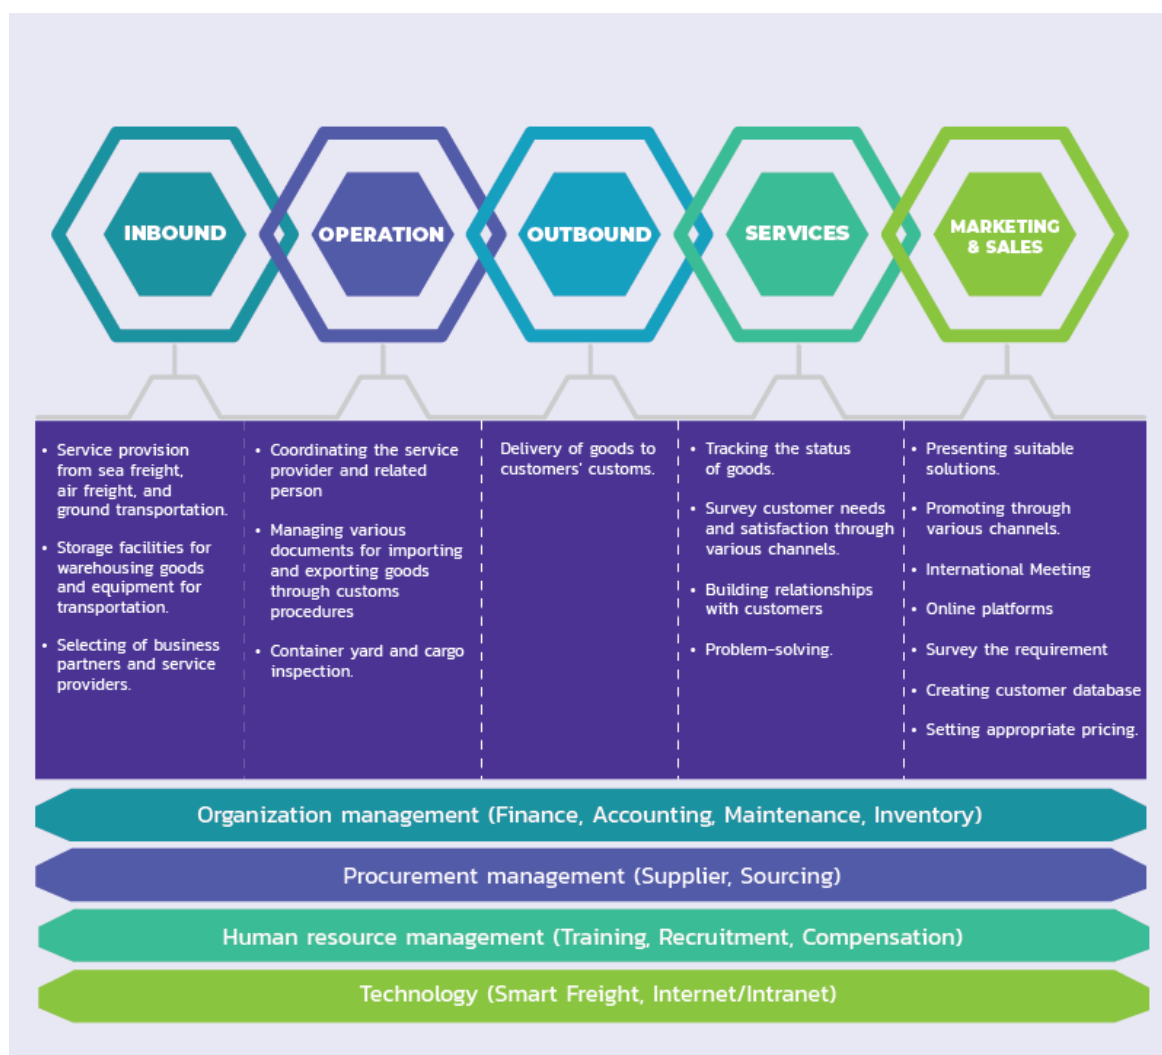 INBOUND
OPERATION
OUTBOUND
SERVICES
MARKETING
& SALES
• Service provision
from sea freight,
air freight, and
ground transportation.
• Storage facilities for
warehousing goods
and equipment for
transportation.
• Selecting of business
partners and service
providers.
• Coordinating the service
provider and related
person
• Managing various
documents for importing
and exporting goods
through customs
procedures
• Container yard and cargo
inspection.
Delivery of goods to
customers' customs.
• Tracking the status
of goods.
• Survey customer needs
and satisfaction through
various channels.
• Building relationships
with customers
• Problem-solving.
• Presenting suitable
solutions.
• Promoting through
various channels.
• International Meeting
• Online platforms
• Survey the requirement
• Creating customer database
• Setting appropriate pricing.
Organization management (Finance, Accounting, Maintenance, Inventory)
Procurement management (Supplier, Sourcing)
Human resource management (Training, Recruitment, Compensation)
Technology (Smart Freight, Internet/Intranet)